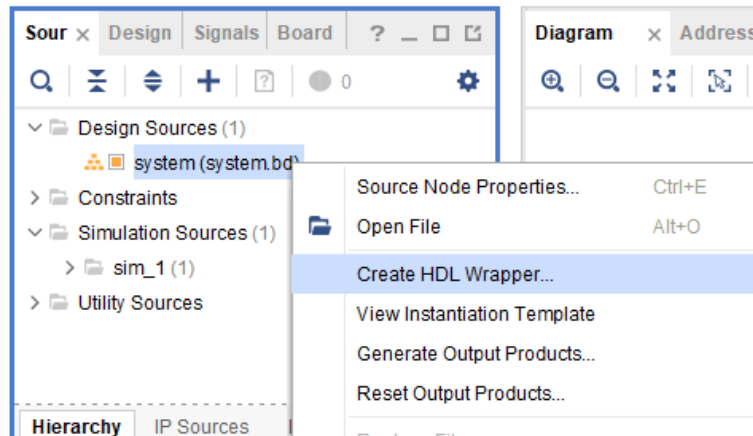 Sour × Design Signals Board ?
Diagram × Address
0
Design Sources (1)
system (system.bd)
Constraints
Simulation Sources (1)
sim_1 (1)
Utility Sources
Source Node Properties... Ctrl+E
Open File Alt+O
Create HDL Wrapper...
View Instantiation Template
Generate Output Products...
Reset Output Products...
Hierarchy IP Sources